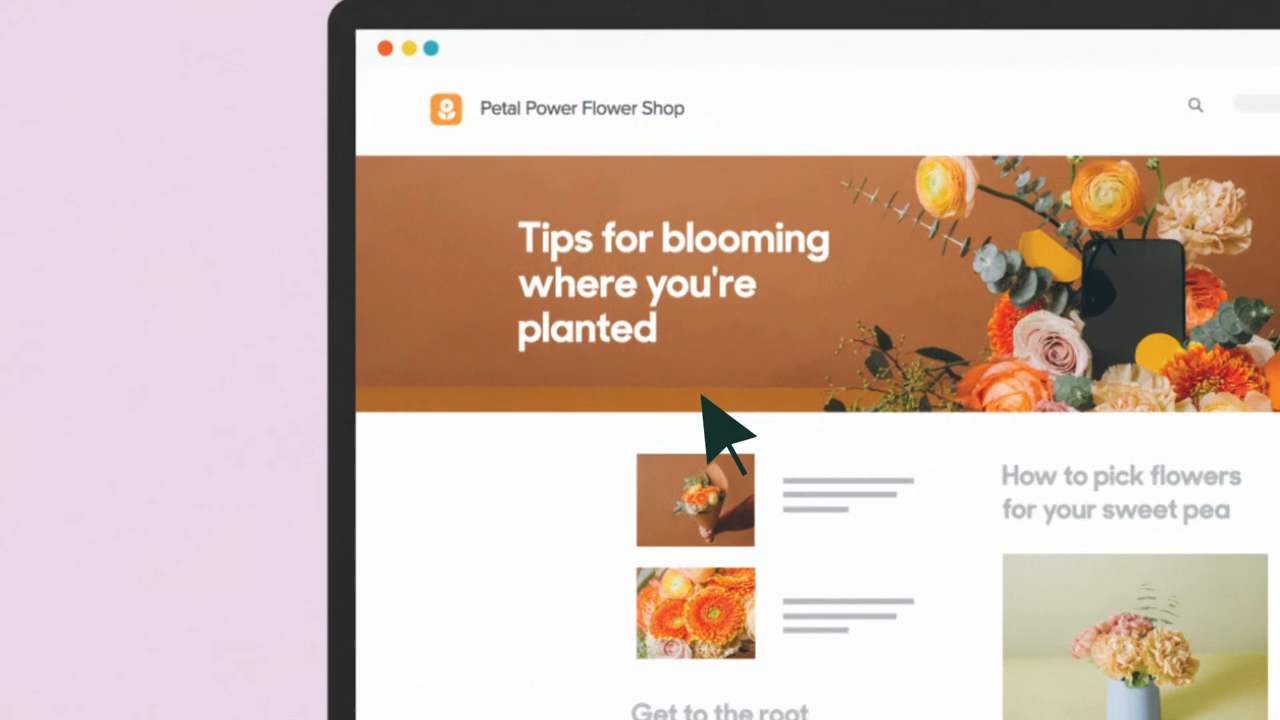 Petal Power Flower Shop
Tips for blooming
where you're
planted
How to pick flowers
for your sweet pea
Get to the root